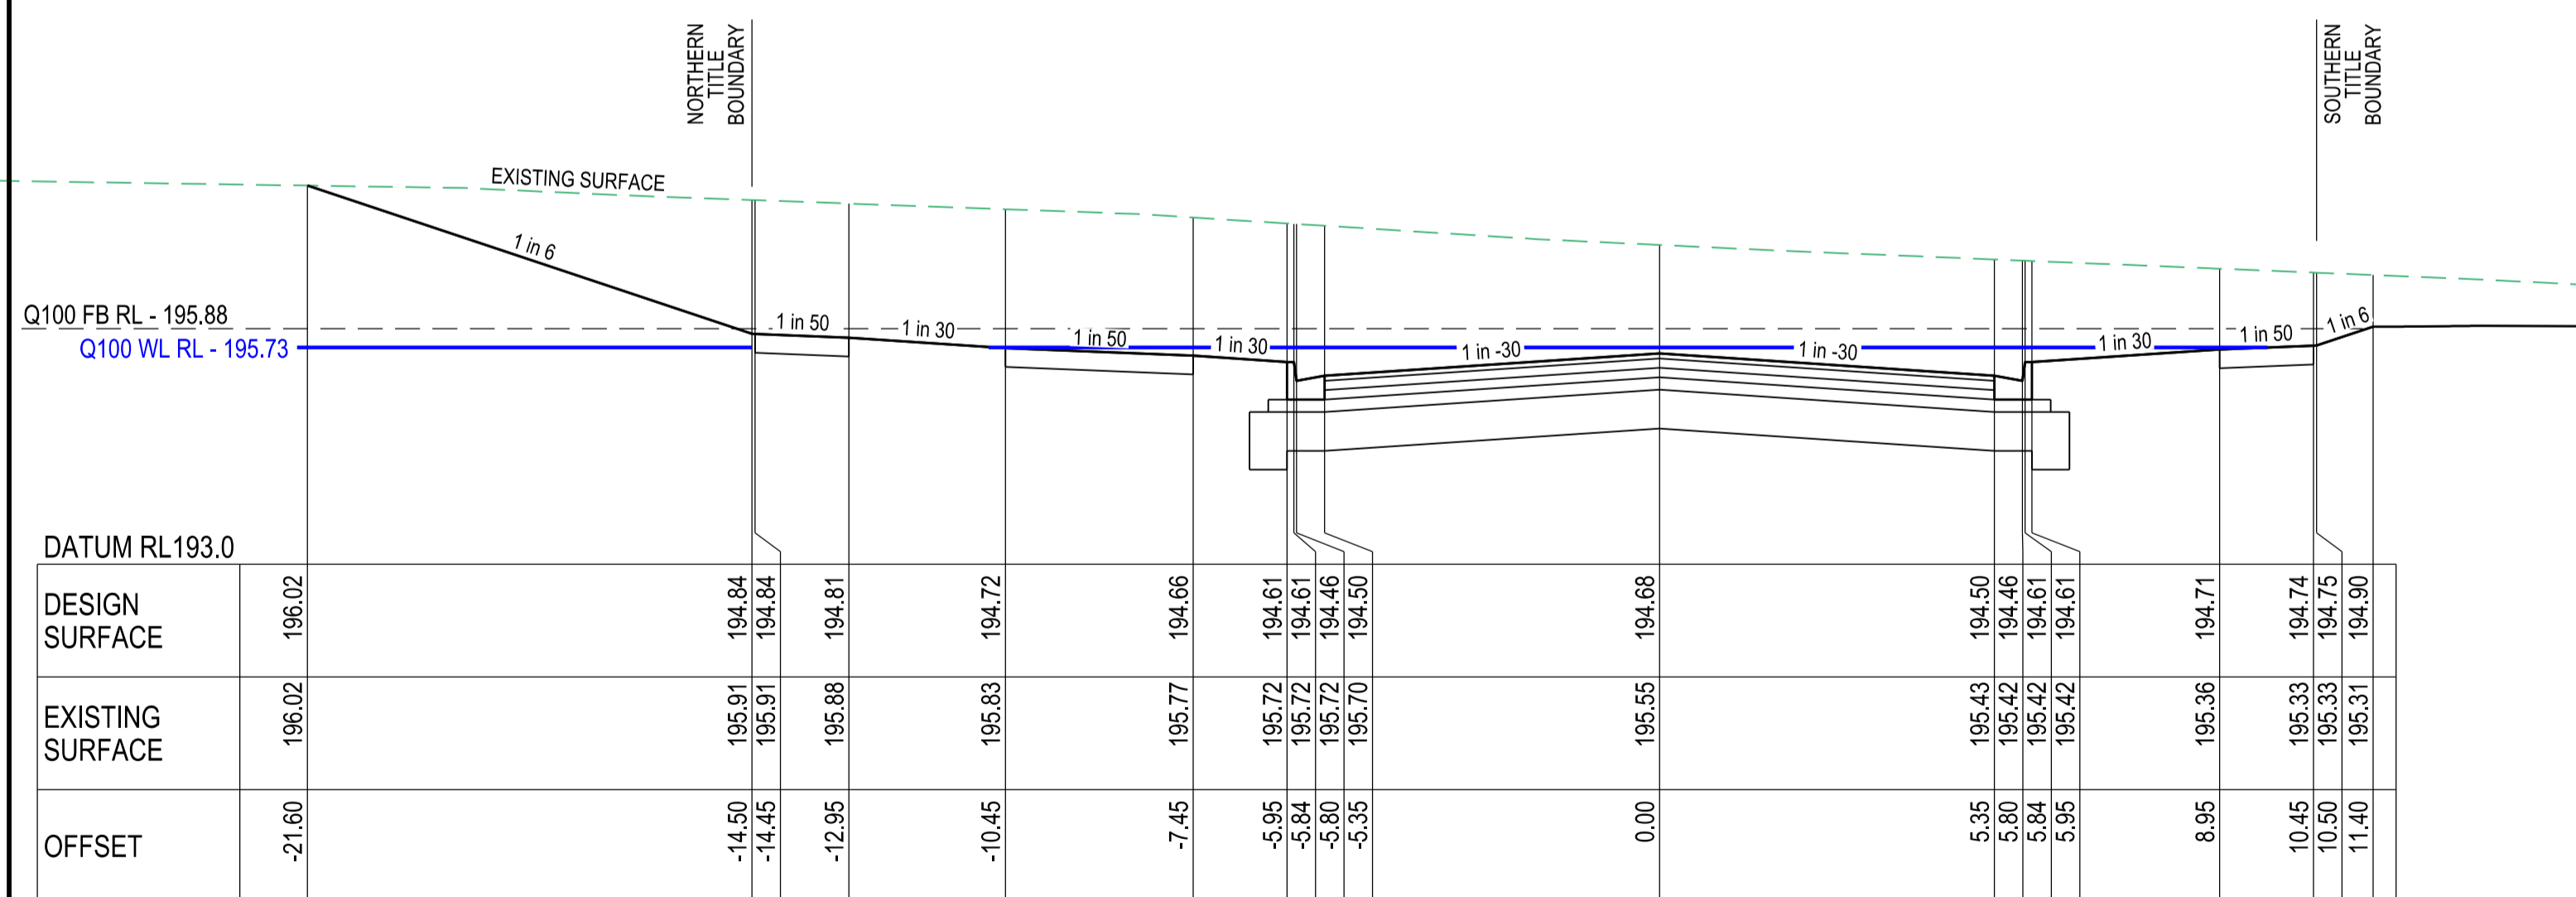 NORTHERN
TITLE
BOUNDARY
SOUTHERN
TITLE
BOUNDARY
EXISTING SURFACE
1 in 6
Q100 FB RL - 195.88
Q100 WL RL - 195.73
1 in 50
1 in 30
1 in 50
1 in 30
1 in -30
1 in -30
1 in 30
1 in 50
1 in 6
DATUM RL193.0
DESIGN
SURFACE
196.02 194.84 194.84 194.81 194.72 194.66 194.61 194.61 194.46 194.50 194.68 194.50 194.46 194.61 194.61 194.71 194.74 194.75 194.90
EXISTING
SURFACE
196.02 195.91 195.91 195.88 195.83 195.77 195.72 195.72 195.72 195.70 195.55 195.43 195.42 195.42 195.42 195.36 195.33 195.33 195.31
OFFSET
-21.60 -14.50 -14.45 -12.95 -10.45 -7.45 -5.95 -5.84 -5.80 -5.35 0.00 5.35 5.80 5.84 5.95 8.95 10.45 10.50 11.40